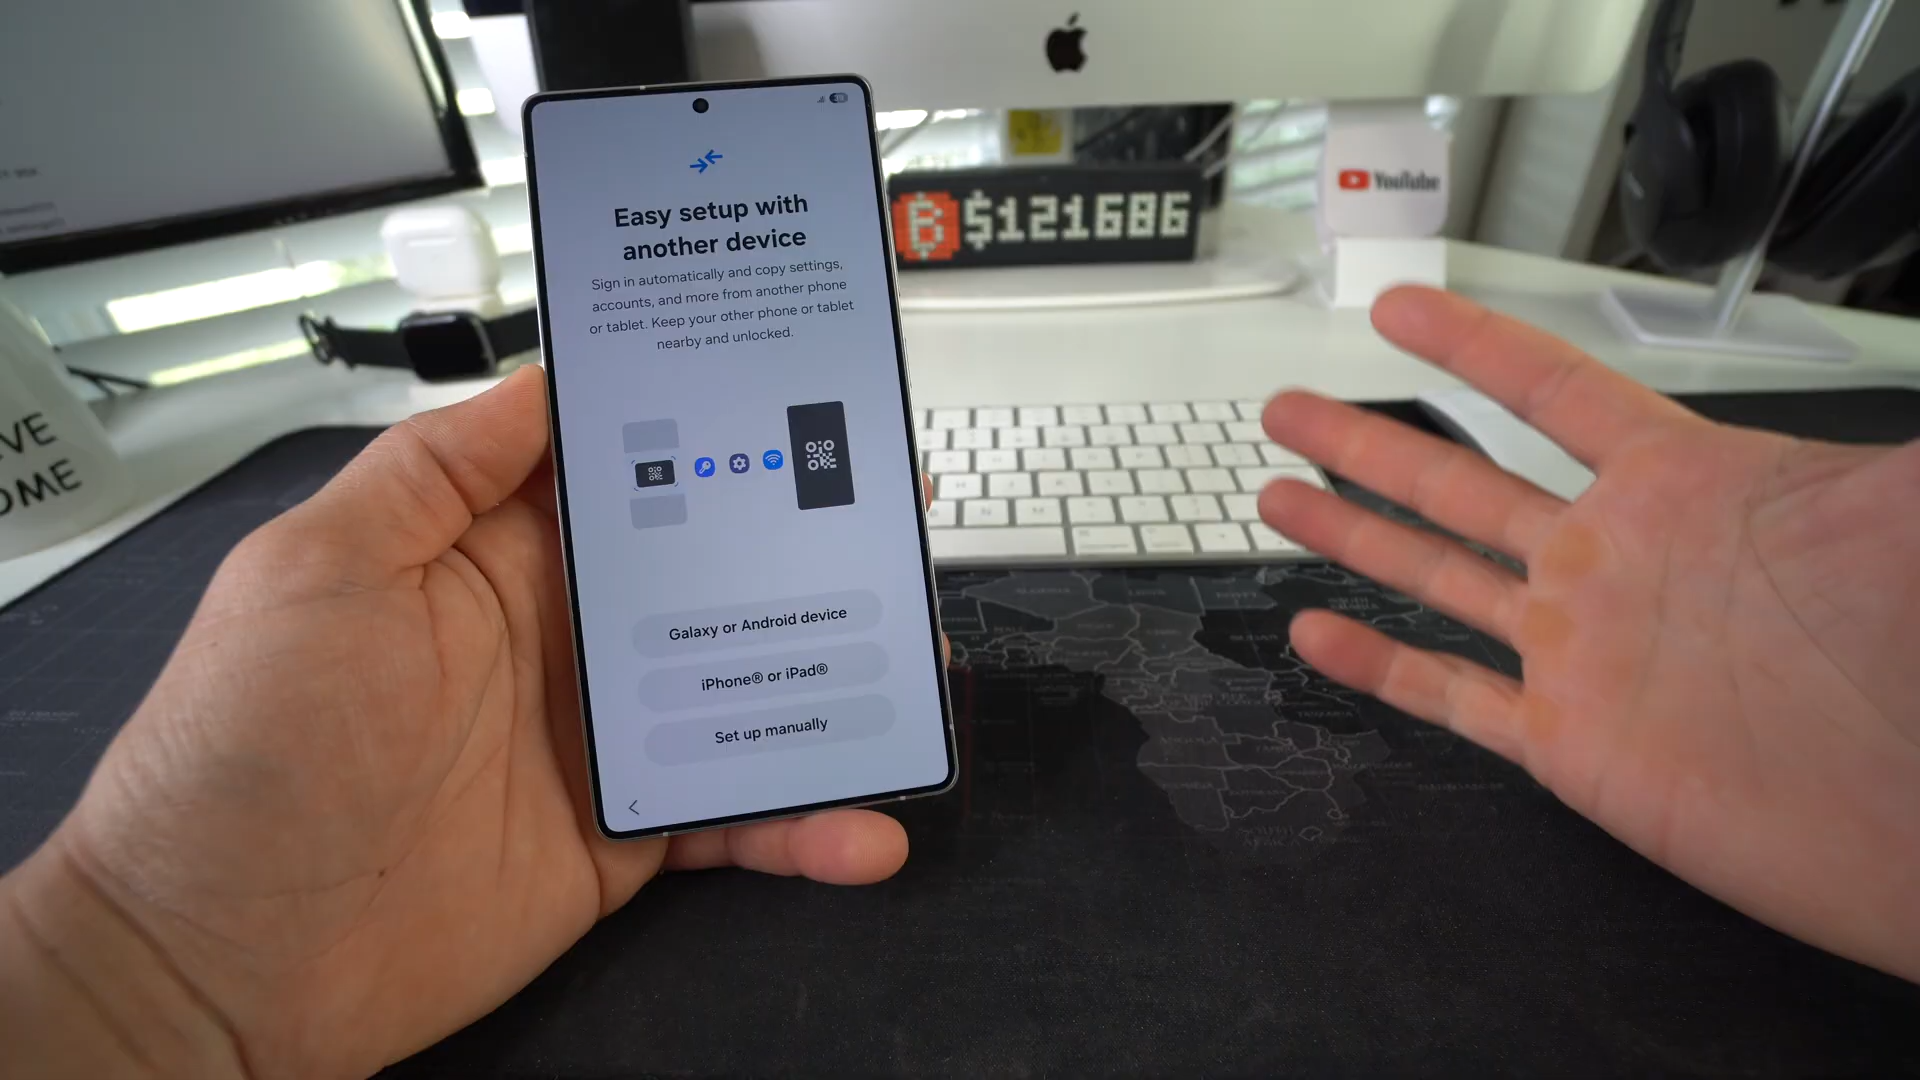 Easy setup with
another device
Sign in automatically and copy settings,
accounts, and more from another phone
or tablet. Keep your other phone or tablet
nearby and unlocked.
Galaxy or Android device
iPhone® or iPad®
Set up manually
$121686
YouTube
VE
OME